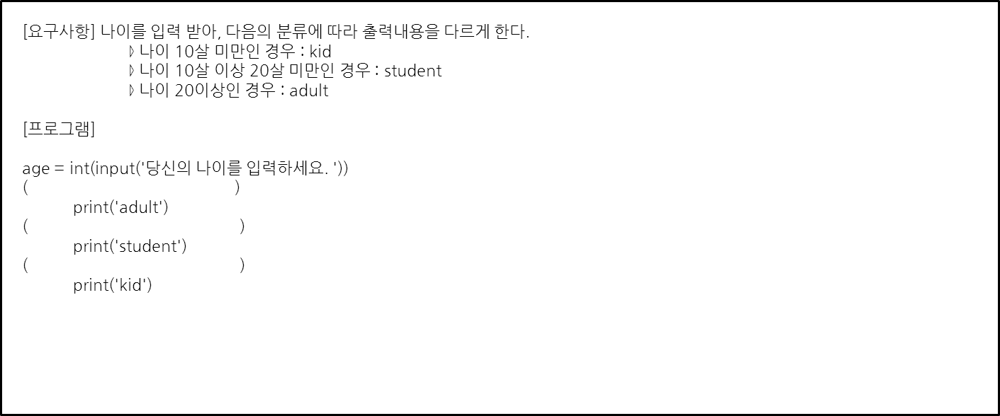 [요구사항] 나이를 입력 받아, 다음의 분류에 따라 출력내용을 다르게 한다.
▷ 나이 10살 미만인 경우 : kid
▷ 나이 10살 이상 20살 미만인 경우 : student
▷ 나이 20이상인 경우 : adult
[프로그램]
age = int(input('당신의 나이를 입력하세요. '))
( )
print('adult')
( )
print('student')
( )
print('kid')